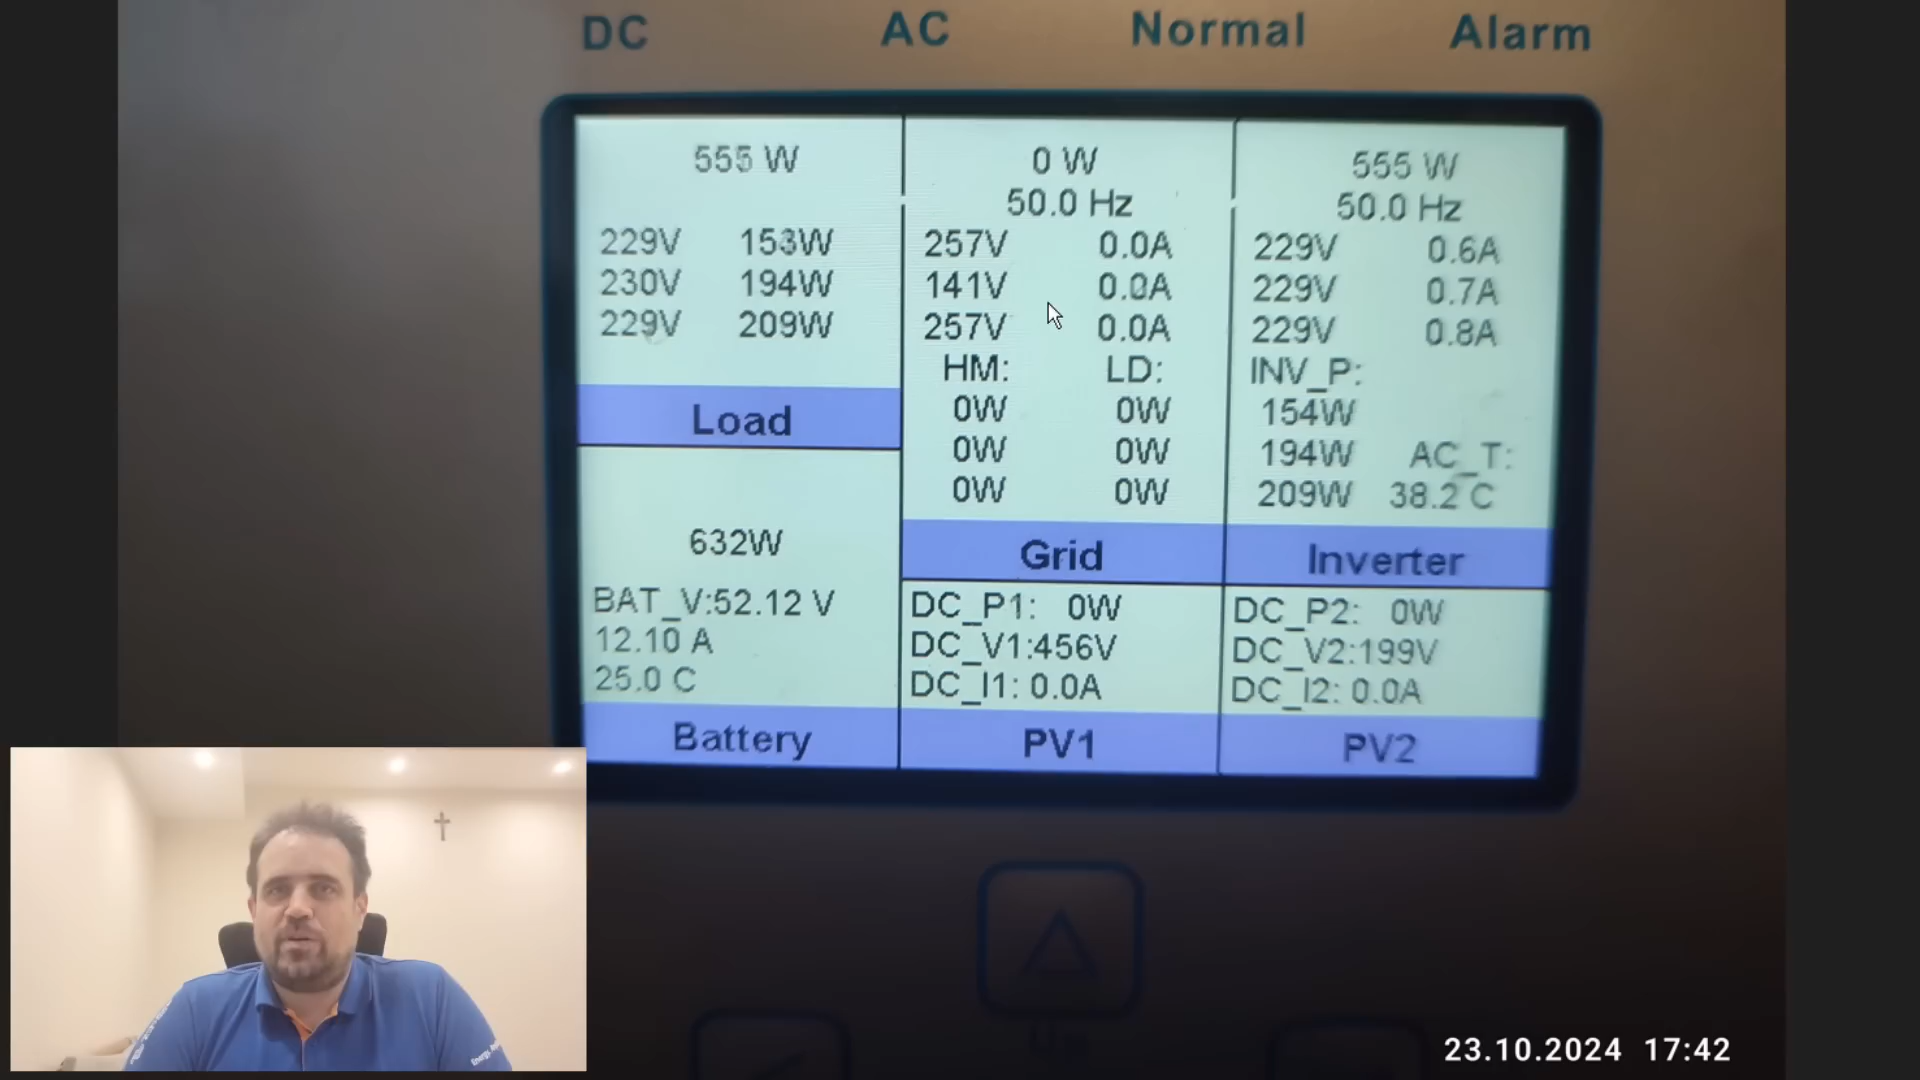 DC AC Normal Alarm
555 W
229V 153W
230V 194W
229V 209W
Load
0 W
50.0 Hz
257V 0.0A
141V 0.0A
257V 0.0A
HM: LD:
0W 0W
0W 0W
0W 0W
Grid
555 W
50.0 Hz
229V 0.6A
229V 0.7A
229V 0.8A
INV_P:
154W
194W AC_T:
209W 38.2 C
Inverter
632W
BAT_V:52.12 V
12.10 A
25.0 C
Battery
DC_P1: 0W
DC_V1:456V
DC_I1: 0.0A
PV1
DC_P2: 0W
DC_V2:199V
DC_I2: 0.0A
PV2
23.10.2024 17:42